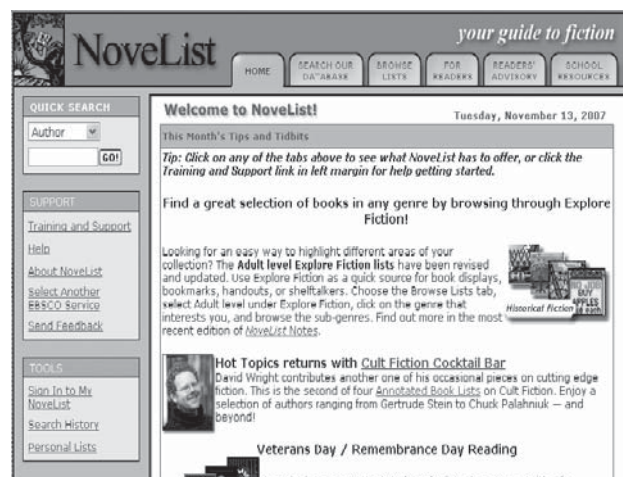 your guide to fiction
NoveList
HOME
SEARCH OUR DATABASE
BROWSE LISTS
FOR READERS
READERS' ADVISORY
SCHOOL RESOURCES
QUICK SEARCH
Author
GO!
SUPPORT
Training and Support
Help
About NoveList
Select Another
EBSCO Service
Send Feedback
TOOLS
Sign In to My
NoveList
Search History
Personal Lists
Welcome to NoveList!
Tuesday, November 13, 2007
This Month's Tips and Tidbits
Tip: Click on any of the tabs above to see what NoveList has to offer, or click the
Training and Support link in left margin for help getting started.
Find a great selection of books in any genre by browsing through Explore
Fiction!
Looking for an easy way to highlight different areas of your
collection? The Adult level Explore Fiction lists have been revised
and updated. Use Explore Fiction as a quick source for book displays,
bookmarks, handouts, or shelftalkers. Choose the Browse Lists tab,
select Adult level under Explore Fiction, click on the genre that
interests you, and browse the sub-genres. Find out more in the most
recent edition of NoveList Notes.
BUY
APPLES
each
Historical Fiction
Hot Topics returns with Cult Fiction Cocktail Bar
David Wright contributes another one of his occasional pieces on cutting edge
fiction. This is the second of four Annotated Book Lists on Cult Fiction. Enjoy a
selection of authors ranging from Gertrude Stein to Chuck Palahniuk — and
beyond!
Veterans Day / Remembrance Day Reading